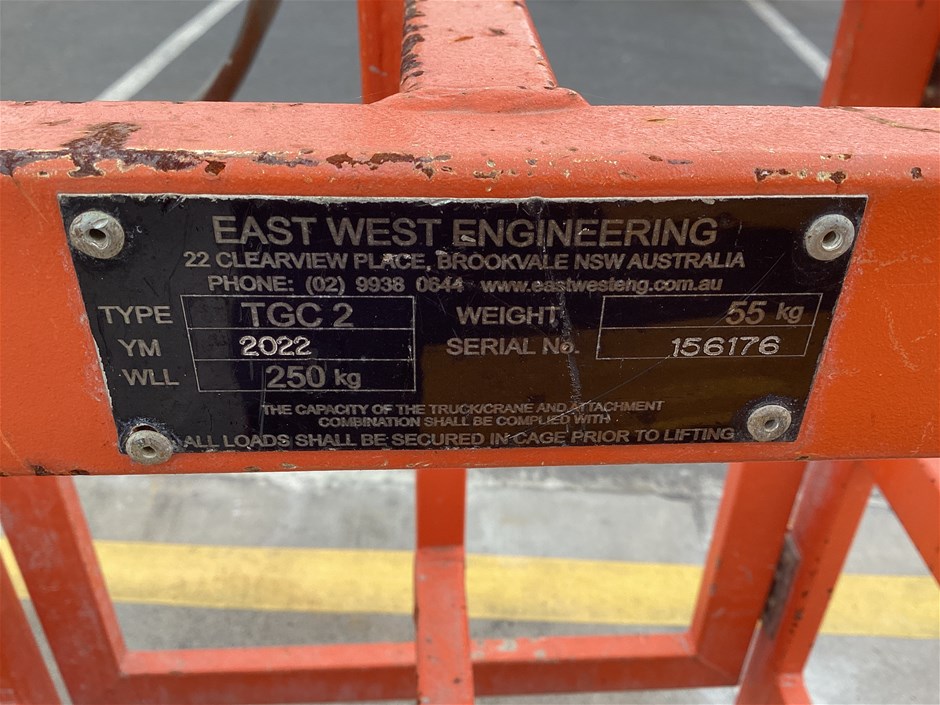 EAST WEST ENGINEERING
22 CLEARVIEW PLACE, BROOKVALE NSW AUSTRALIA
PHONE: (02) 9938 0644 www.eastwesteng.com.au
TYPE TGC 2 WEIGHT 55 kg
YM 2022 SERIAL No. 156176
WLL 250 kg
THE CAPACITY OF THE TRUCK/CRANE AND ATTACHMENT
COMBINATION SHALL BE COMPLIED WITH
ALL LOADS SHALL BE SECURED IN CAGE PRIOR TO LIFTING